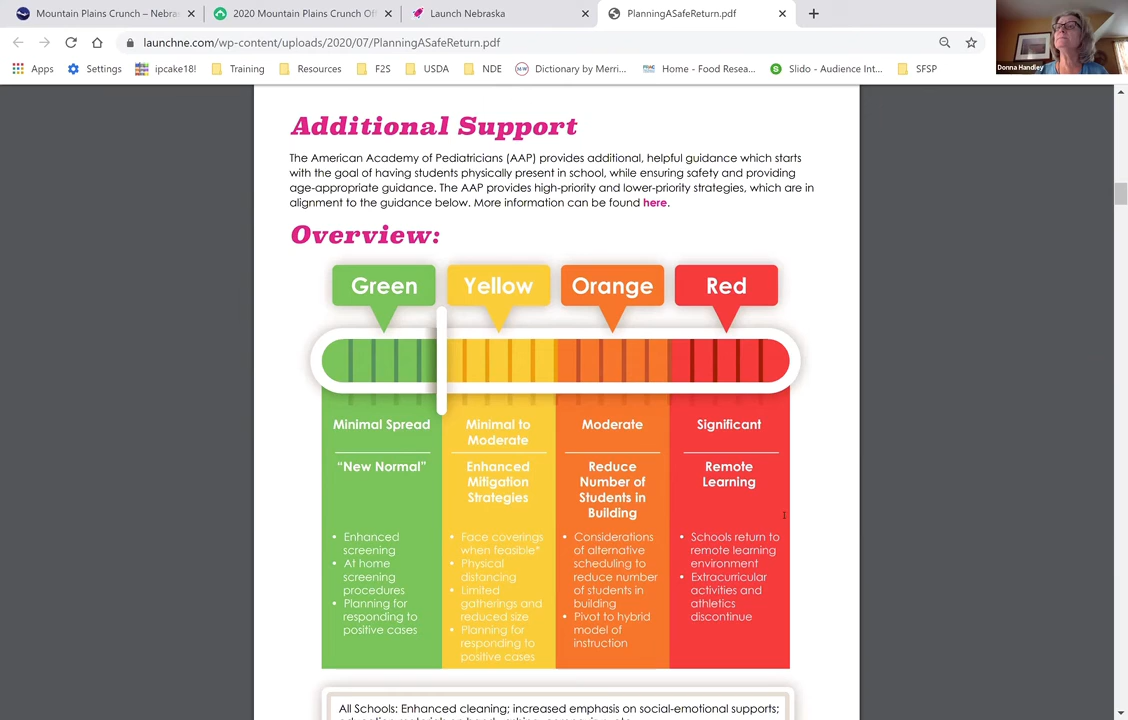 Mountain Plains Crunch – Nebra
2020 Mountain Plains Crunch Off
Launch Nebraska
PlanningASafeReturn.pdf
launchne.com/wp-content/uploads/2020/07/PlanningASafeReturn.pdf
Apps
Settings
ipcake18!
Training
Resources
F2S
USDA
NDE
Dictionary by Merri...
Home - Food Resea...
Slido - Audience Int...
SFSP
Donna Handley
Additional Support
The American Academy of Pediatricians (AAP) provides additional, helpful guidance which starts
with the goal of having students physically present in school, while ensuring safety and providing
age-appropriate guidance. The AAP provides high-priority and lower-priority strategies, which are in
alignment to the guidance below. More information can be found here.
Overview:
Green
Yellow
Orange
Red
Minimal Spread
"New Normal"
• Enhanced
screening
• At home
screening
procedures
• Planning for
responding to
positive cases
Minimal to
Moderate
Enhanced
Mitigation
Strategies
• Face coverings
when feasible*
• Physical
distancing
• Limited
gatherings and
reduced size
• Planning for
responding to
positive cases
Moderate
Reduce
Number of
Students in
Building
• Considerations
of alternative
scheduling to
reduce number
of students in
building
• Pivot to hybrid
model of
instruction
Significant
Remote
Learning
• Schools return to
remote learning
environment
• Extracurricular
activities and
athletics
discontinue
All Schools: Enhanced cleaning; increased emphasis on social-emotional supports;